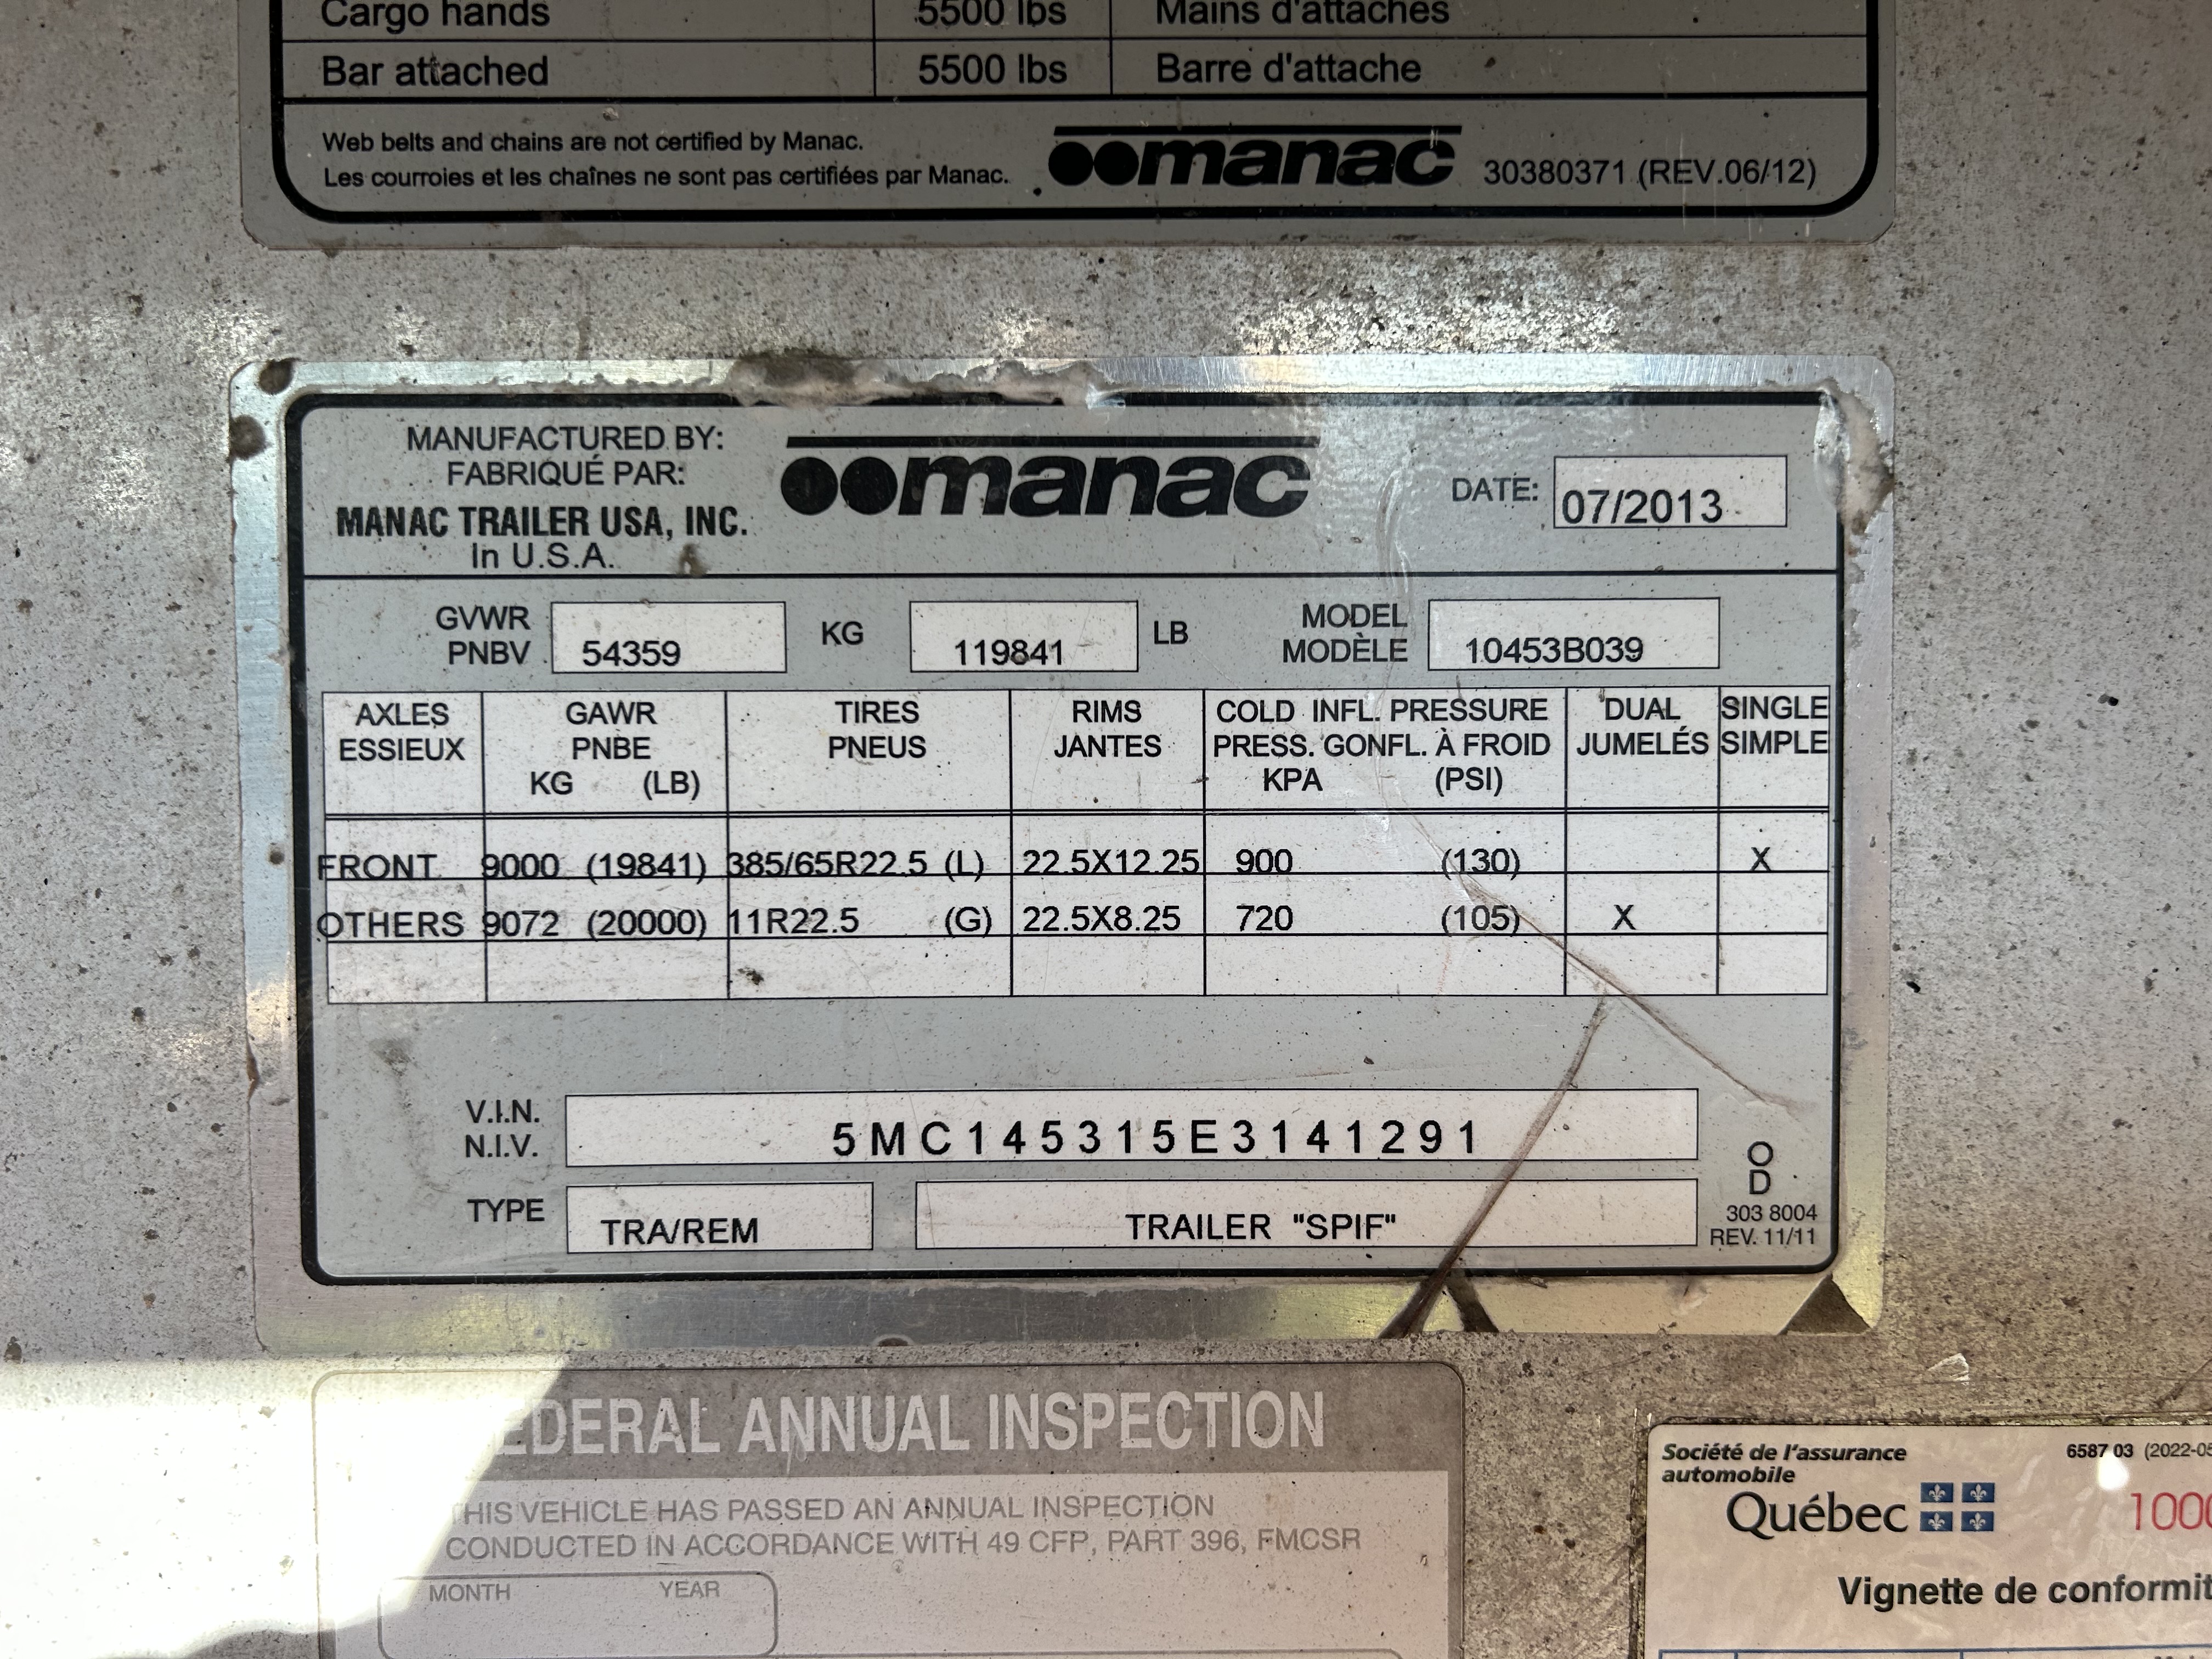 Cargo hands 5500 lbs Mains d'attaches
Bar attached 5500 lbs Barre d'attache
Web belts and chains are not certified by Manac.
Les courroies et les chaînes ne sont pas certifiées par Manac.
manac 30380371 (REV.06/12)
MANUFACTURED BY:
FABRIQUÉ PAR:
MANAC TRAILER USA, INC.
In U.S.A.
manac
DATE: 07/2013
GVWR
PNBV 54359 KG 119841 LB
MODEL
MODÈLE 10453B039
AXLES GAWR TIRES RIMS COLD INFL. PRESSURE DUAL SINGLE
ESSIEUX PNBE PNEUS JANTES PRESS. GONFL. À FROID JUMELÉS SIMPLE
KG (LB) KPA (PSI)
FRONT 9000 (19841) 385/65R22.5 (L) 22.5X12.25 900 (130) X
OTHERS 9072 (20000) 11R22.5 (G) 22.5X8.25 720 (105) X
V.I.N.
N.I.V. 5MC145315E3141291
TYPE TRA/REM TRAILER "SPIF"
O
D
303 8004
REV. 11/11
EDERAL ANNUAL INSPECTION
THIS VEHICLE HAS PASSED AN ANNUAL INSPECTION
CONDUCTED IN ACCORDANCE WITH 49 CFP, PART 396, FMCSR
MONTH YEAR
Société de l'assurance
automobile
Québec
6587 03 (2022-05
1000
Vignette de conformit